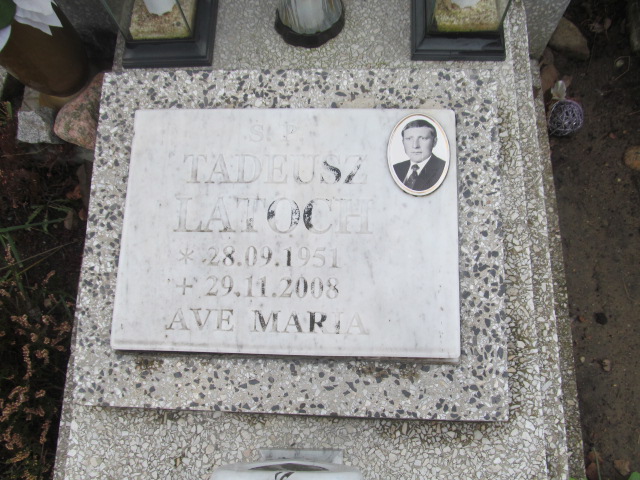 Ś. P.
TADEUSZ
LATOCH
* 28.09.1951
+ 29.11.2008
AVE MARIA